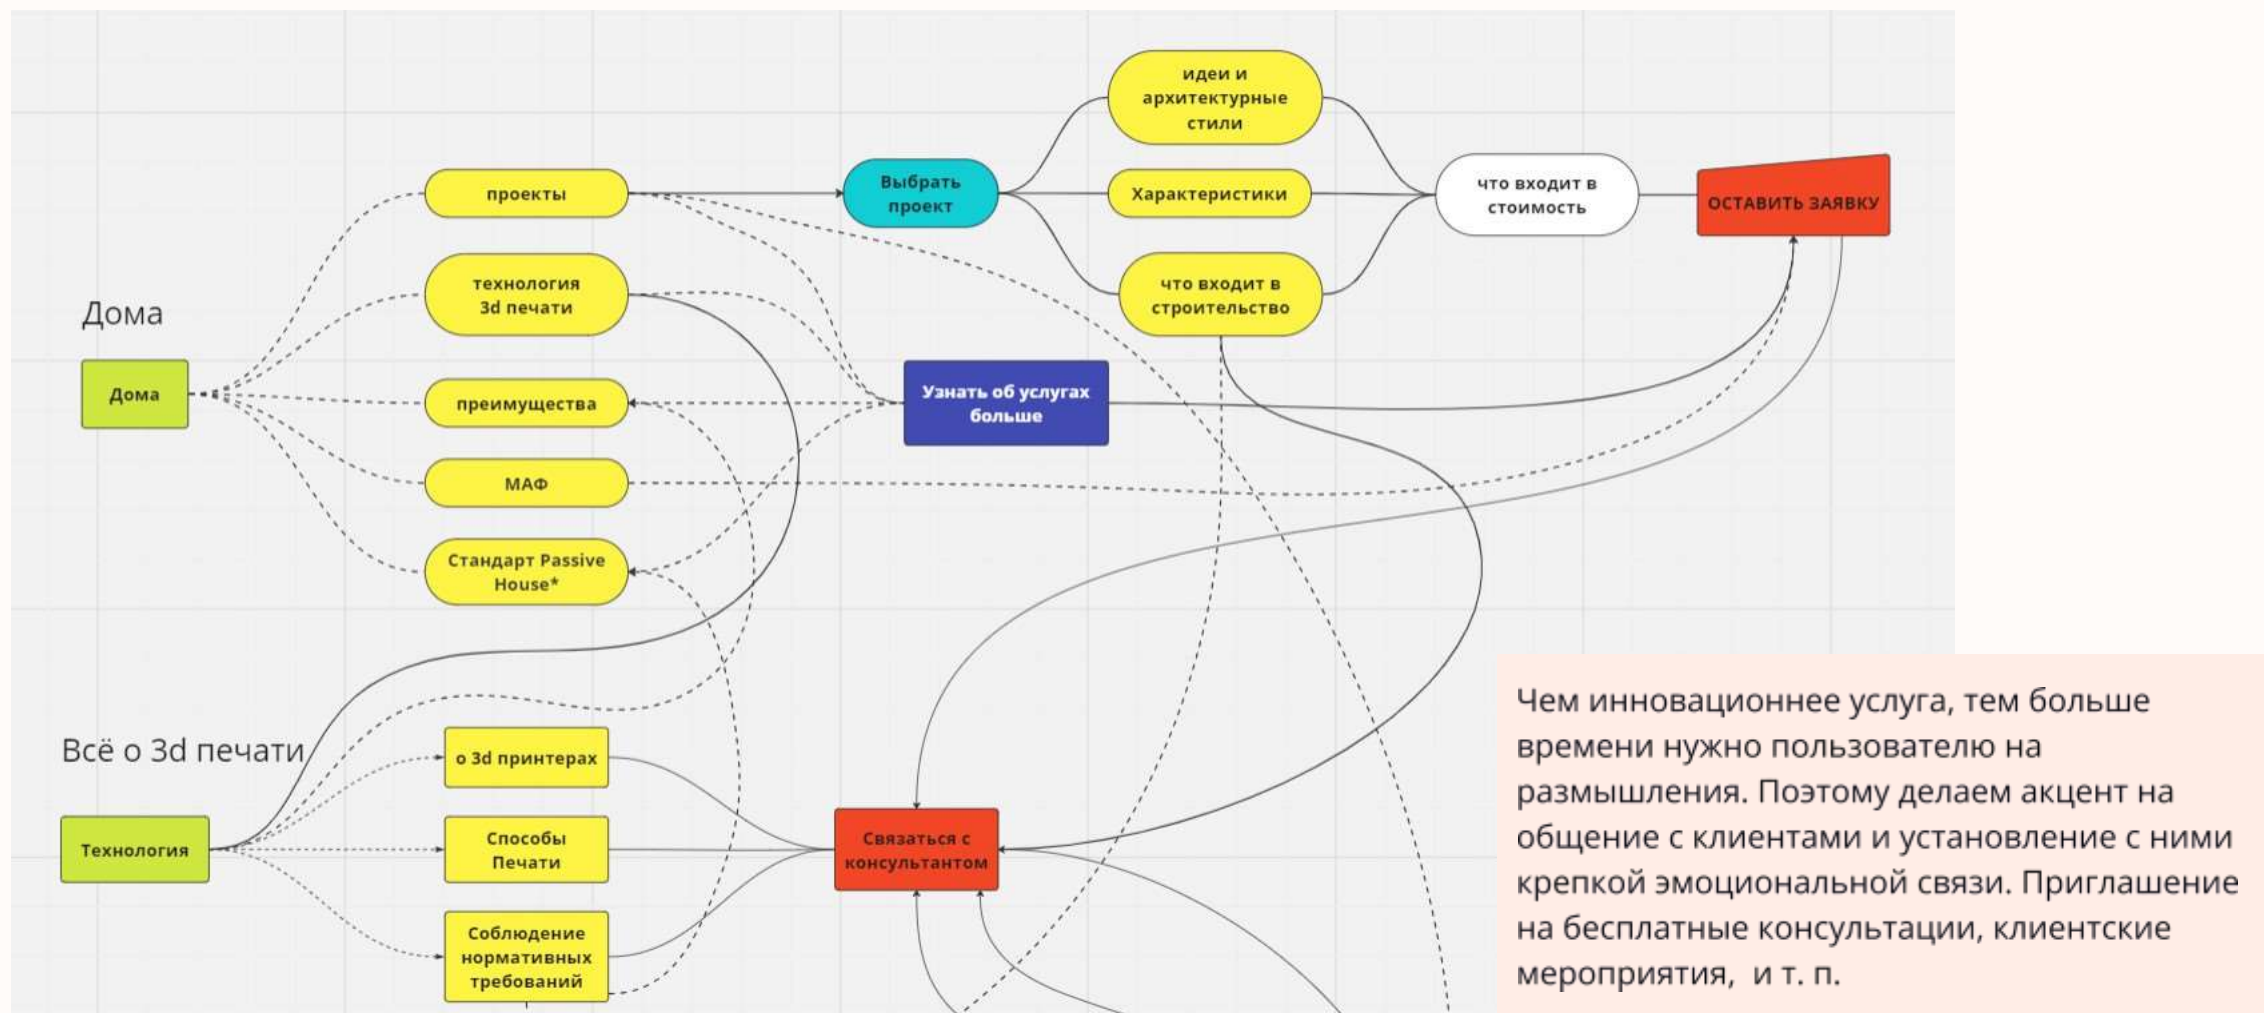 идеи и
архитектурные
стили
проекты
Выбрать
проект
Характеристики
что входит в
стоимость
ОСТАВИТЬ ЗАЯВКУ
технология
3d печати
что входит в
строительство
Дома
Дома
преимущества
Узнать об услугах
больше
МАФ
Стандарт Passive
House*
Всё о 3d печати
о 3d принтерах
Технология
Способы
Печати
Связаться с
консультантом
Соблюдение
нормативных
требований
Чем инновационнее услуга, тем больше
времени нужно пользователю на
размышления. Поэтому делаем акцент на
общение с клиентами и установление с ними
крепкой эмоциональной связи. Приглашение
на бесплатные консультации, клиентские
мероприятия,  и т. п.